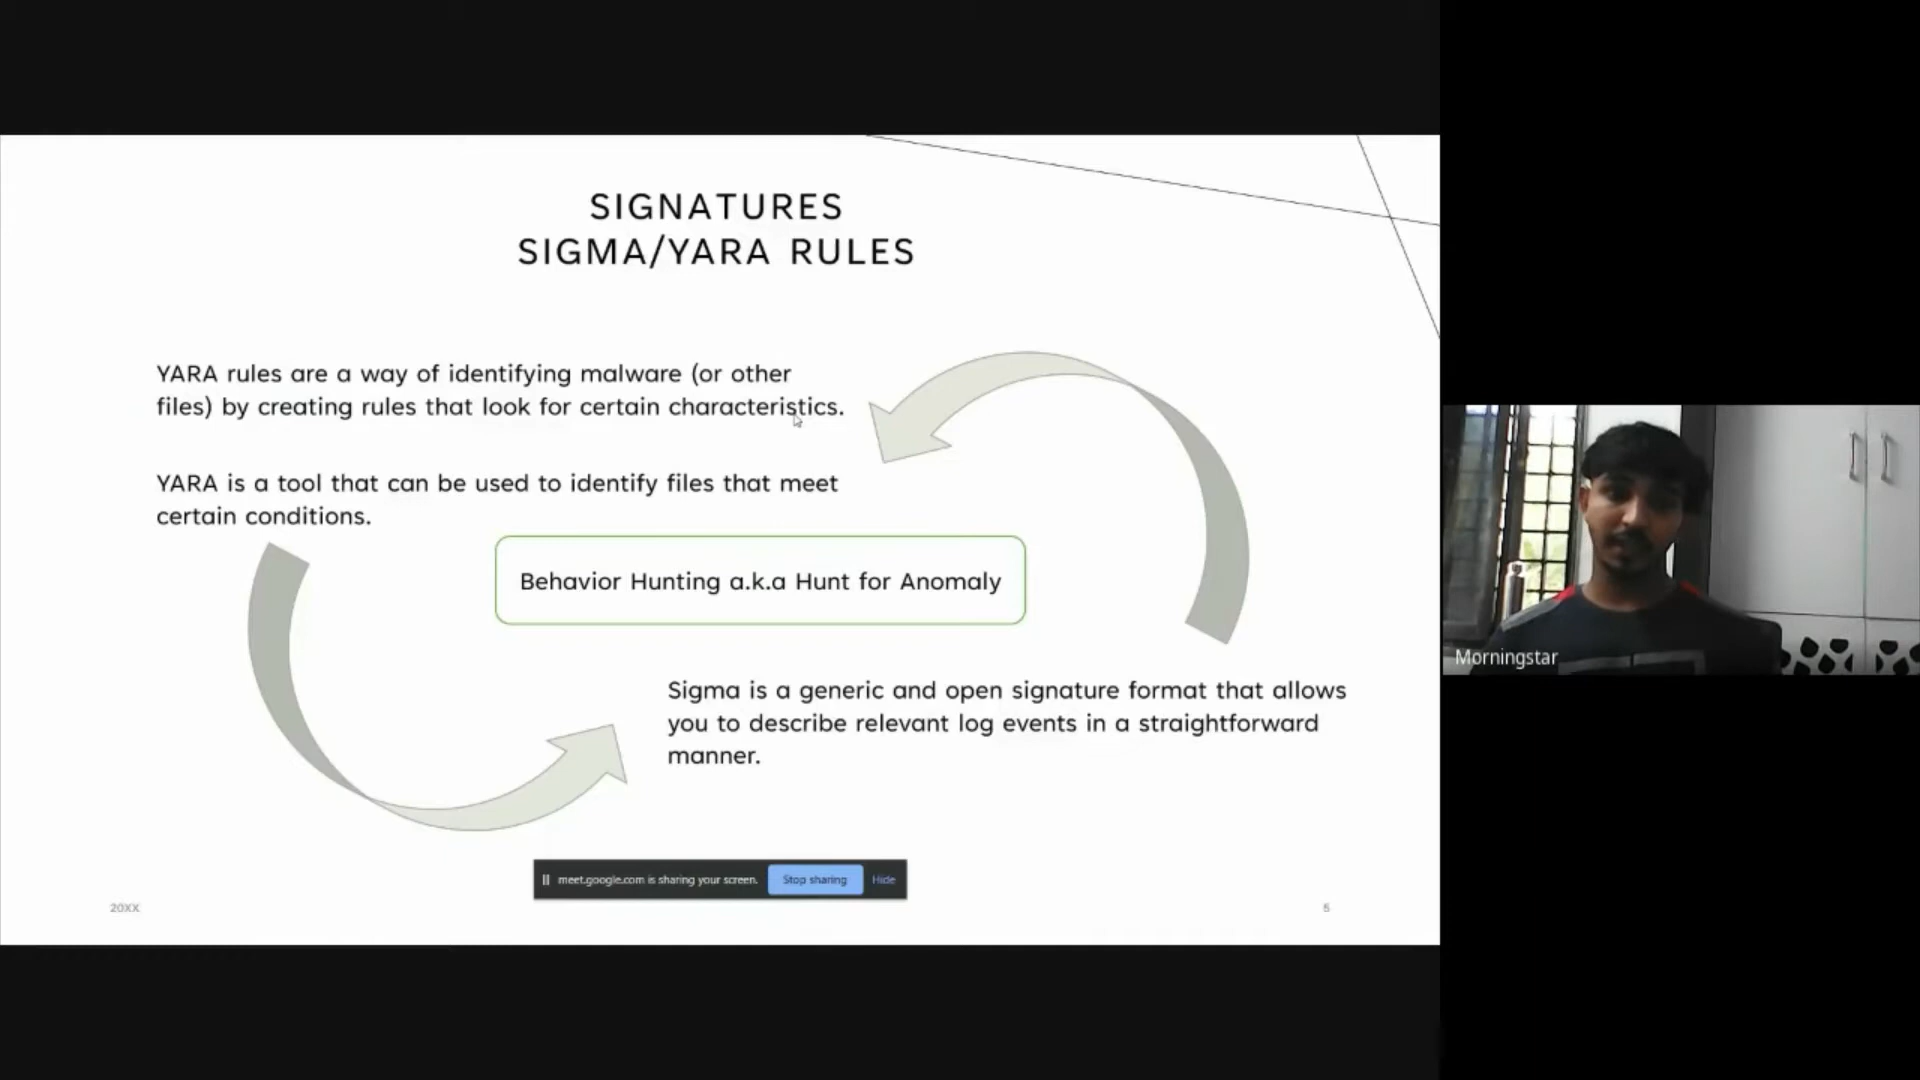 SIGNATURES
SIGMA/YARA RULES
YARA rules are a way of identifying malware (or other
files) by creating rules that look for certain characteristics.
YARA is a tool that can be used to identify files that meet
certain conditions.
Behavior Hunting a.k.a Hunt for Anomaly
Sigma is a generic and open signature format that allows
you to describe relevant log events in a straightforward
manner.
meet.google.com is sharing your screen. Stop sharing Hide
20XX
5
Morningstar